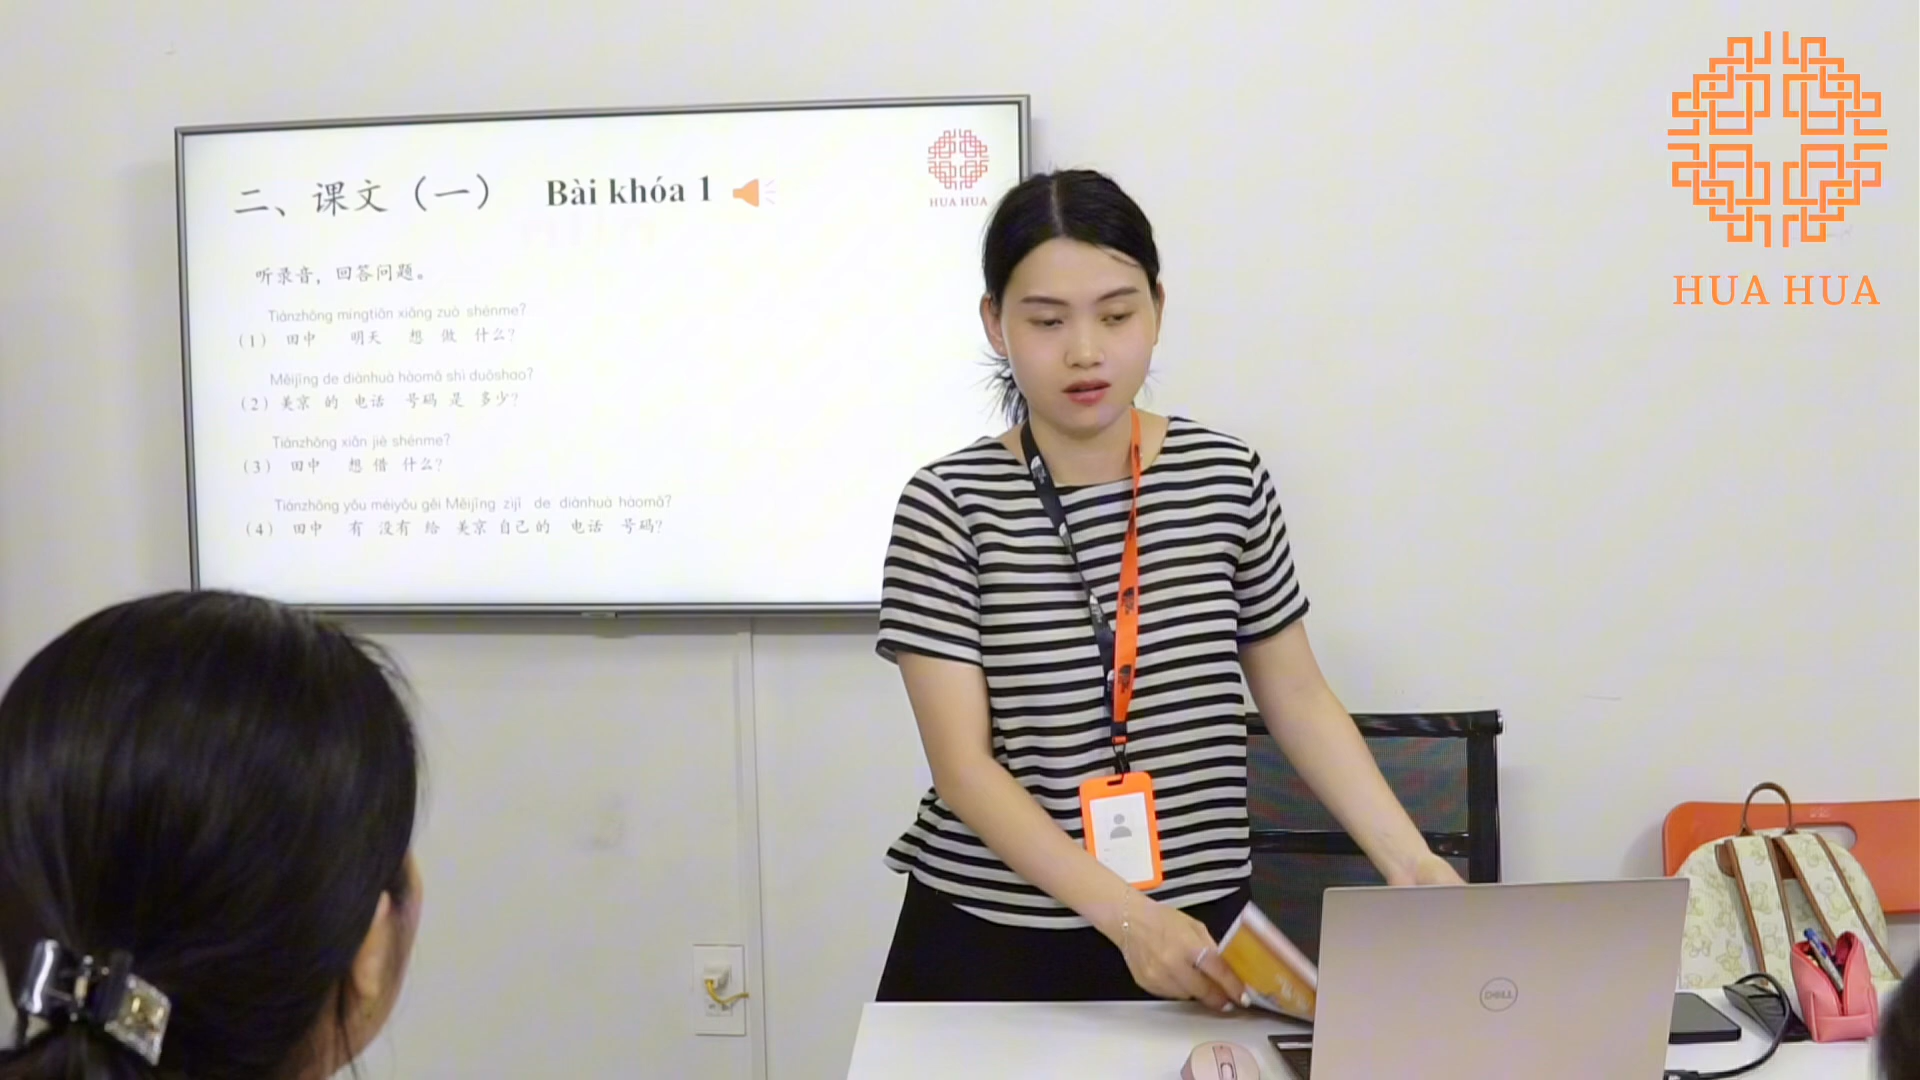 二、课文（一） Bài khóa 1
HUA HUA
听录音，回答问题。
Tiánzhōng míngtiān xiǎng zuò shénme?
（1） 田中 明天 想 做 什么？
Měijīng de diànhuà hàomǎ shì duōshao?
（2） 美京 的 电话 号码 是 多少？
Tiánzhōng xiǎn jiè shénme?
（3） 田中 想 借 什么？
Tiánzhōng yǒu méiyǒu gěi Měijīng zìjǐ de diànhuà hàomǎ?
（4） 田中 有 没有 给 美京 自己 的 电话 号码？
HUA HUA
DELL